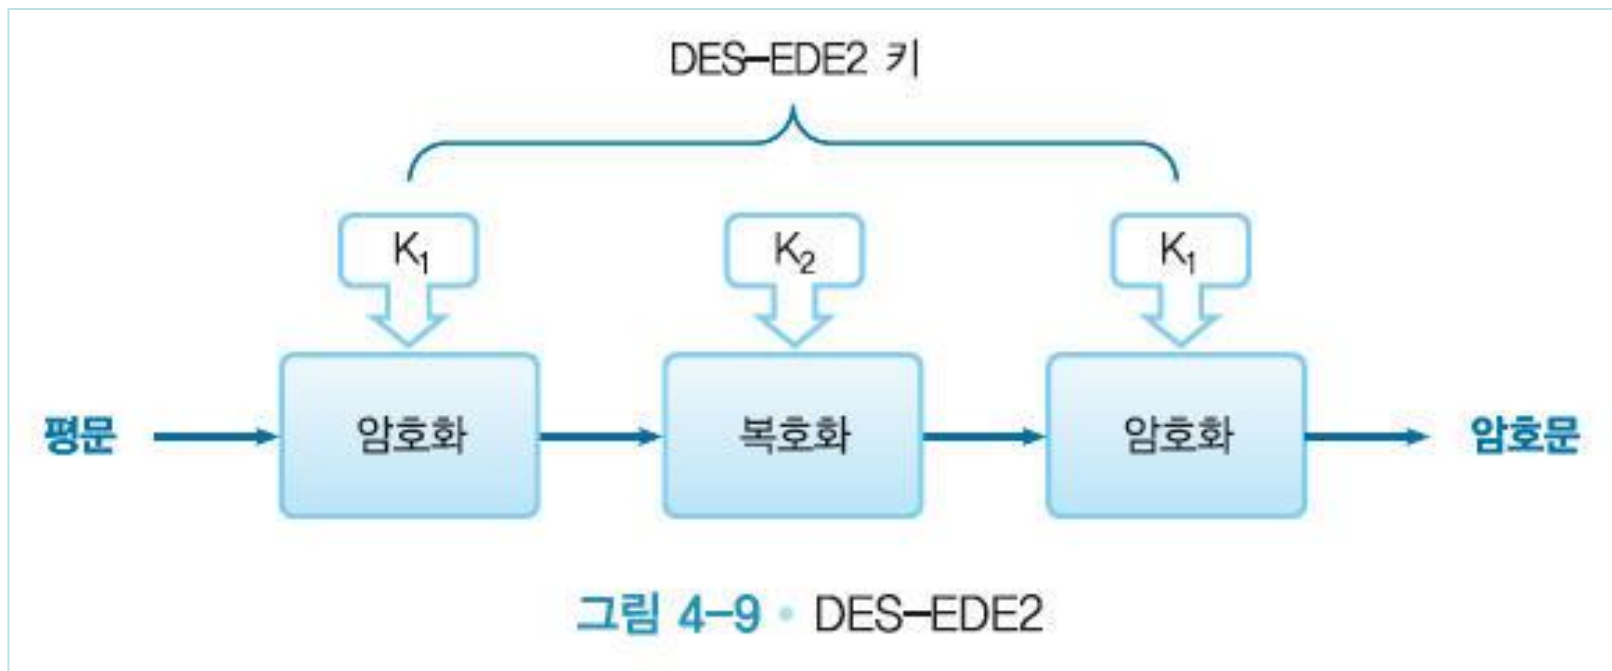 DES-EDE2 키
K₁ K₂ K₁
평문 암호화 복호화 암호화 암호문
그림 4-9 • DES-EDE2